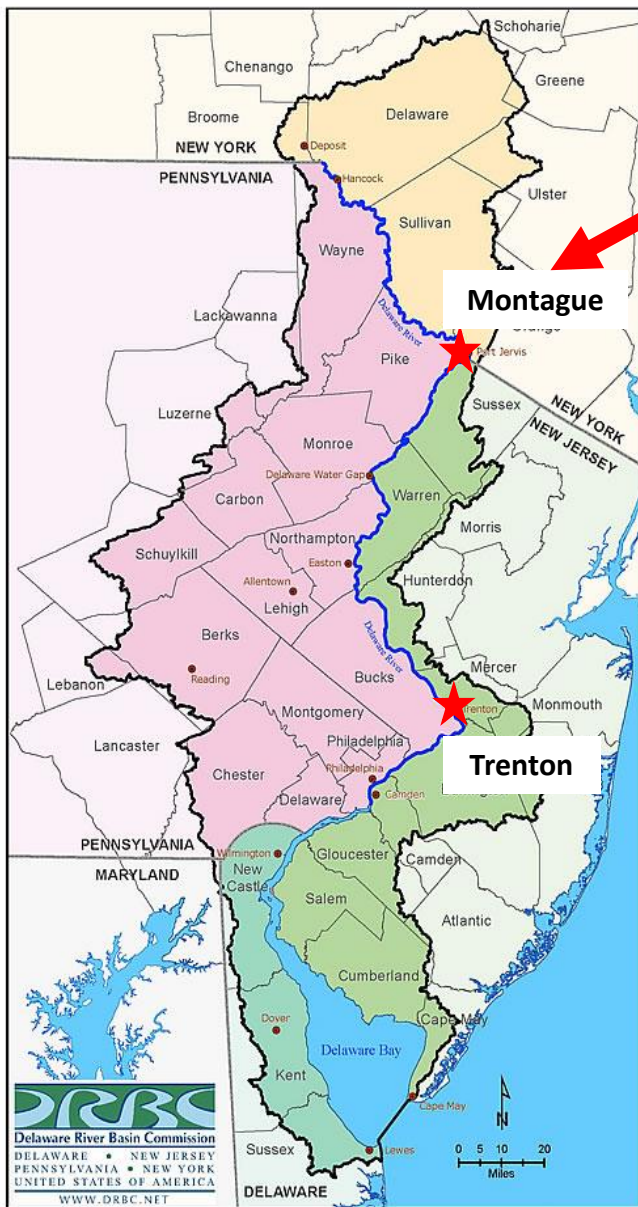 Schoharie
Chenango
Greene
Delaware
Broome
Deposit
NEW YORK
PENNSYLVANIA
Hancock
Ulster
Sullivan
Wayne
Montague
Delaware River
Lackawanna
Port Jervis
Pike
Luzerne
Sussex
NEW YORK
NEW JERSEY
Monroe
Delaware Water Gap
Warren
Carbon
Morris
Northampton
Schuylkill
Easton
Hunterdon
Allentown
Lehigh
Berks
Delaware River
Mercer
Reading
Bucks
Lebanon
Monmouth
Trenton
Montgomery
Lancaster
Philadelphia
Trenton
Chester
Philadelphia
Delaware
Camden
PENNSYLVANIA
Wilmington
Gloucester
MARYLAND
New
Castle
Camden
Salem
Atlantic
Cumberland
Cape May
Dover
Delaware Bay
Kent
DRBC
Cape May
N
Delaware River Basin Commission
DELAWARE • NEW JERSEY
PENNSYLVANIA • NEW YORK
UNITED STATES OF AMERICA
WWW.DRBC.NET
Sussex
Lewes
0 5 10 20
Miles
DELAWARE